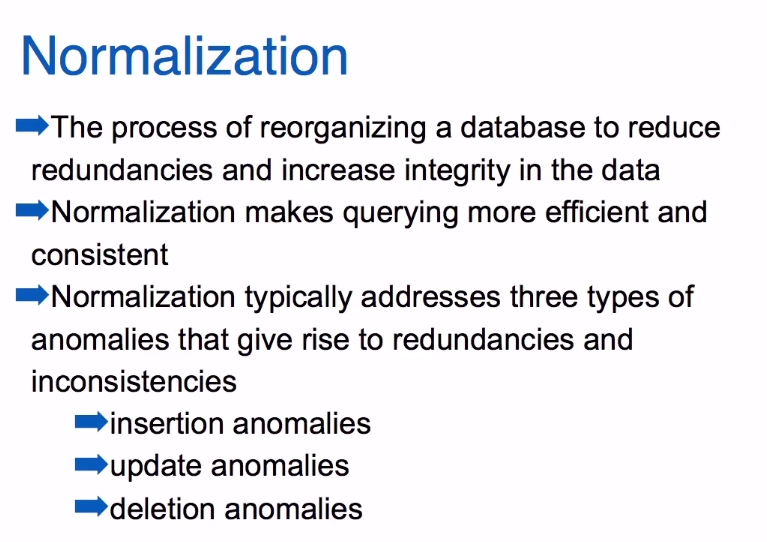 Normalization
The process of reorganizing a database to reduce
redundancies and increase integrity in the data
Normalization makes querying more efficient and
consistent
Normalization typically addresses three types of
anomalies that give rise to redundancies and
inconsistencies
insertion anomalies
update anomalies
deletion anomalies